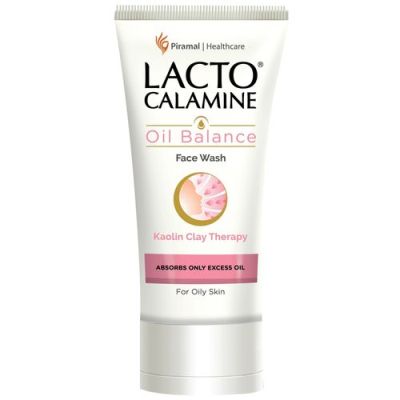 Piramal | Healthcare
LACTO®
CALAMINE
Oil Balance
Face Wash
Kaolin Clay Therapy
ABSORBS ONLY EXCESS OIL
For Oily Skin